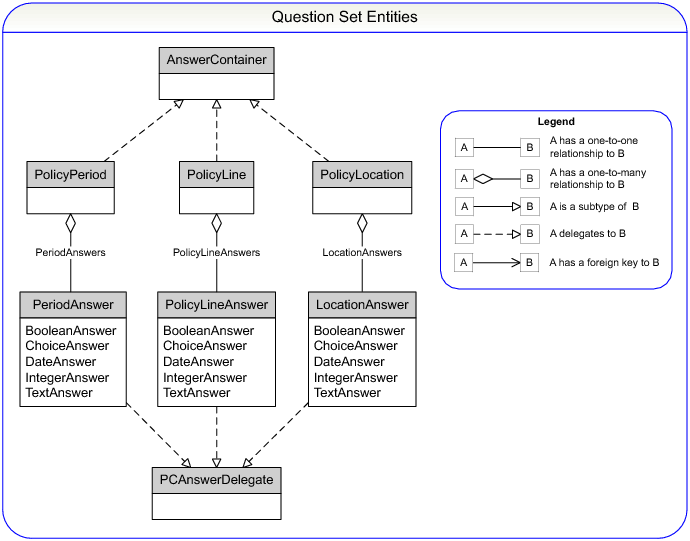 Question Set Entities
AnswerContainer
Legend
A B A has a one-to-one
relationship to B
A B A has a one-to-many
relationship to B
A B A is a subtype of B
A B A delegates to B
A B A has a foreign key to B
PolicyPeriod PolicyLine PolicyLocation
PeriodAnswers PolicyLineAnswers LocationAnswers
PeriodAnswer
BooleanAnswer
ChoiceAnswer
DateAnswer
IntegerAnswer
TextAnswer
PolicyLineAnswer
BooleanAnswer
ChoiceAnswer
DateAnswer
IntegerAnswer
TextAnswer
LocationAnswer
BooleanAnswer
ChoiceAnswer
DateAnswer
IntegerAnswer
TextAnswer
PCAnswerDelegate